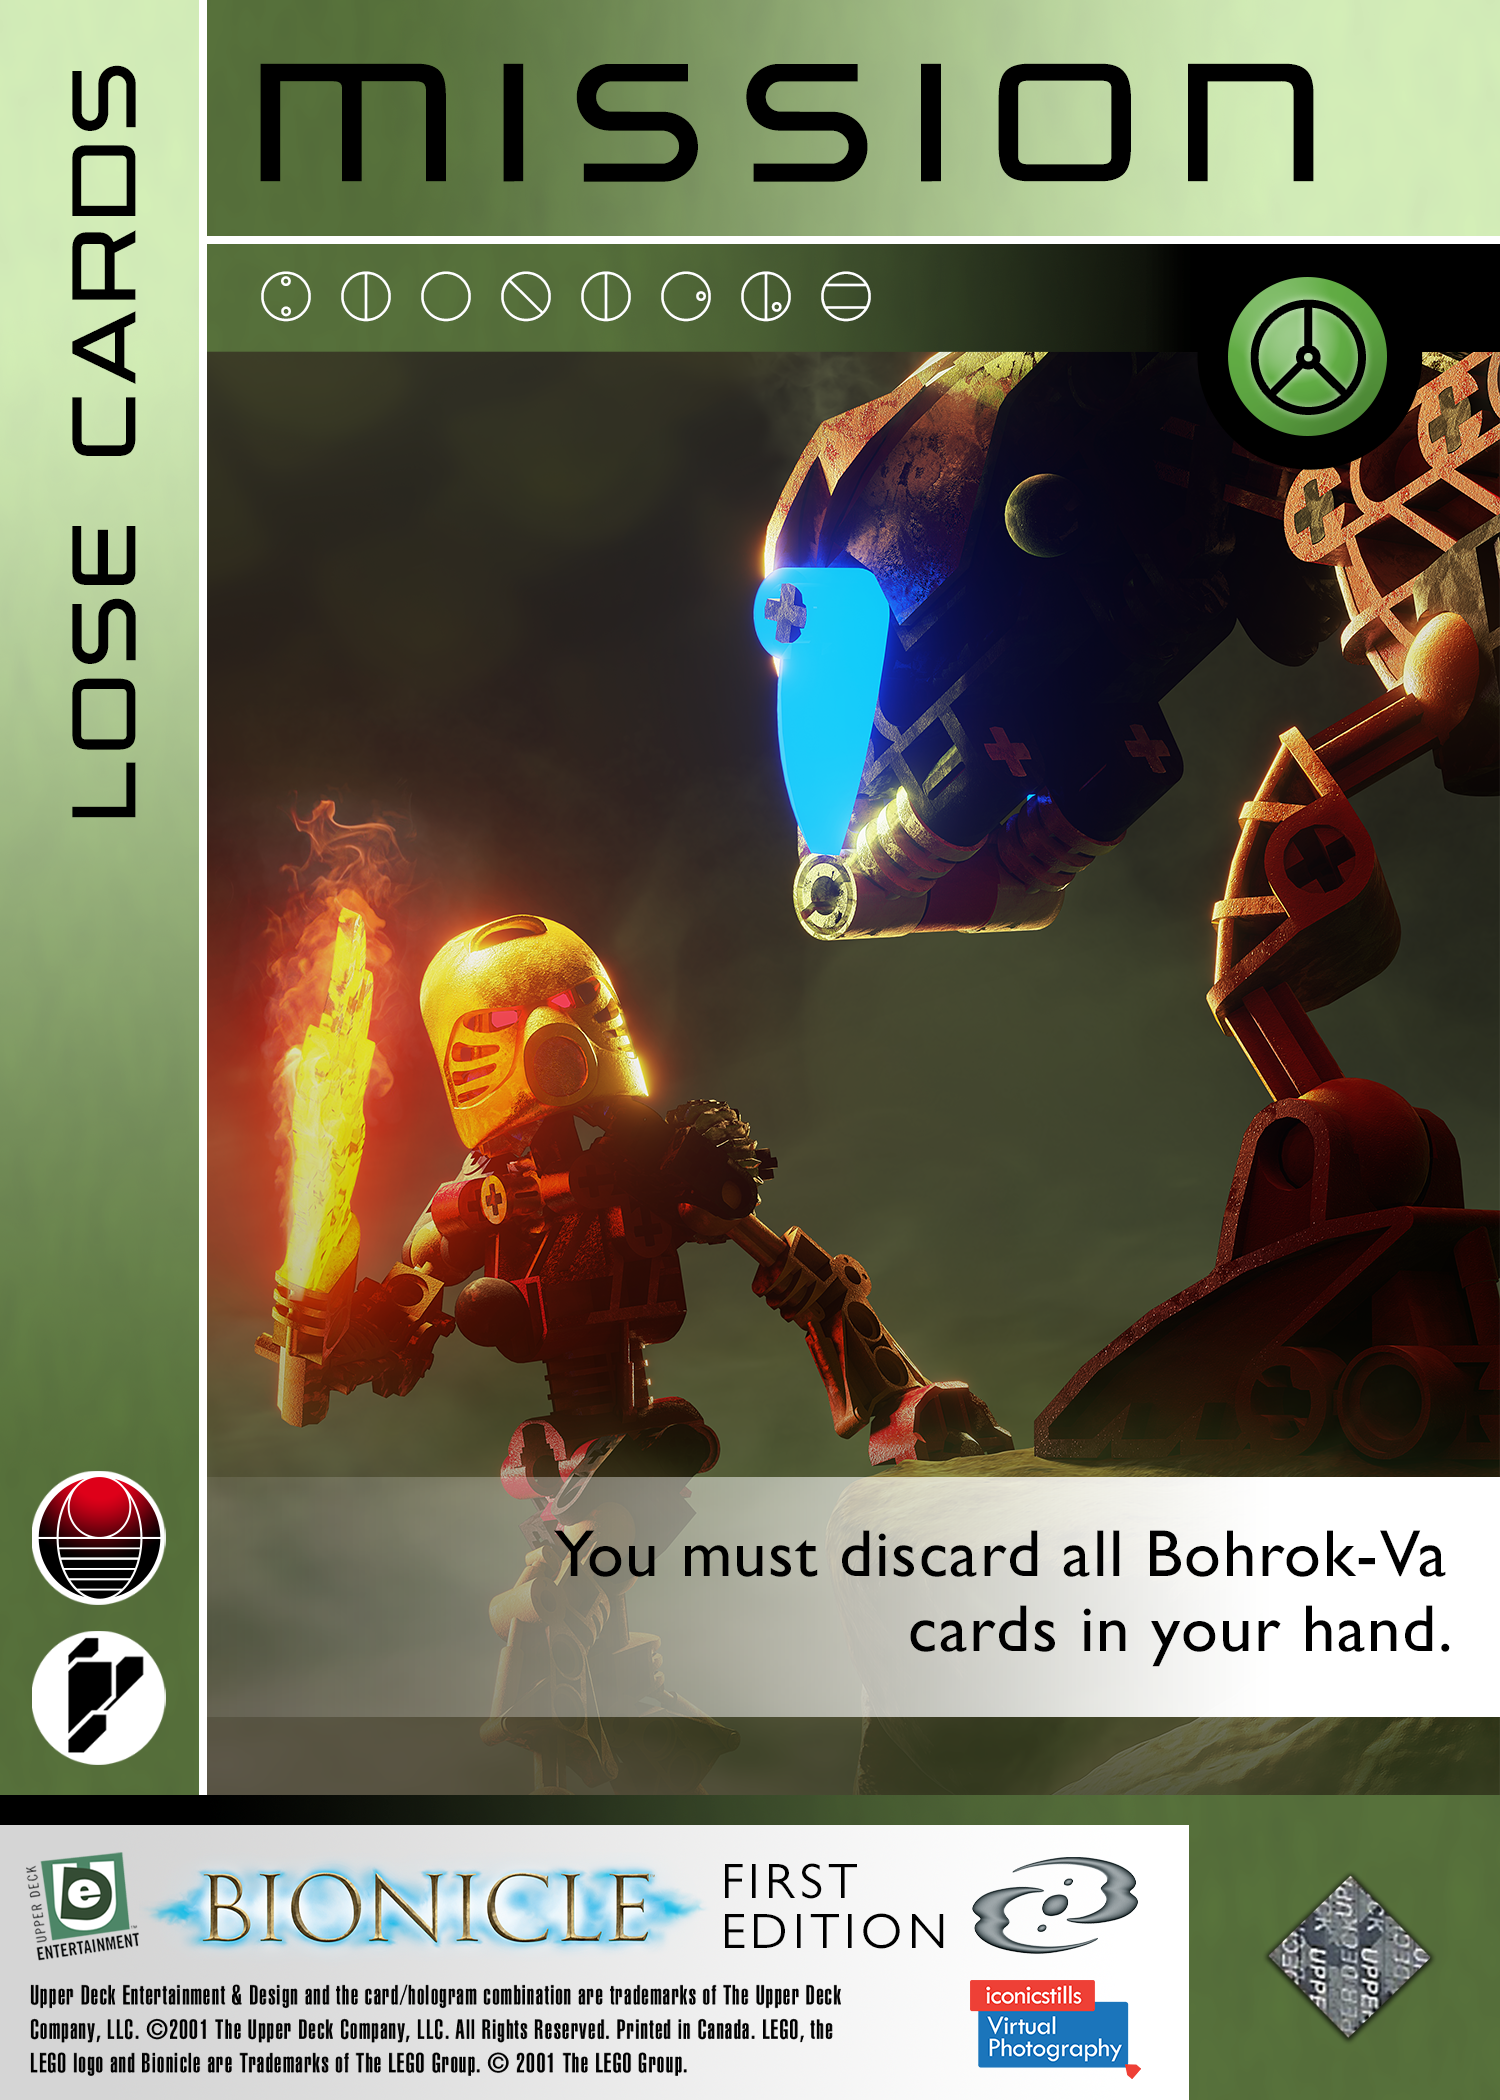 LOSE CARDS
MISSION
You must discard all Bohrok-Va
cards in your hand.
UPPER DECK
e
ENTERTAINMENT
BIONICLE
FIRST
EDITION
Upper Deck Entertainment & Design and the card/hologram combination are trademarks of The Upper Deck
Company, LLC. ©2001 The Upper Deck Company, LLC. All Rights Reserved. Printed in Canada. LEGO, the
LEGO logo and Bionicle are Trademarks of The LEGO Group. © 2001 The LEGO Group.
iconicstills
Virtual
Photography